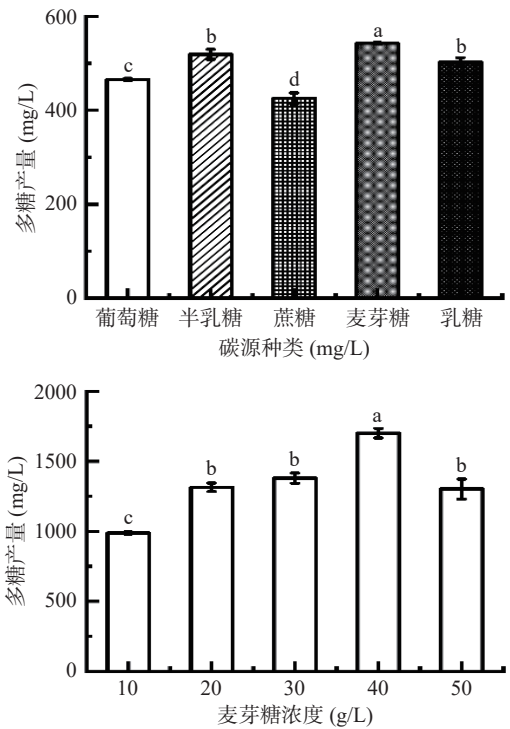 600
400
200
0
多糖产量 (mg/L)
c
b
d
a
b
葡萄糖 半乳糖 蔗糖 麦芽糖 乳糖
碳源种类 (mg/L)
2000
1500
1000
500
0
多糖产量 (mg/L)
c
b
b
a
b
10 20 30 40 50
麦芽糖浓度 (g/L)